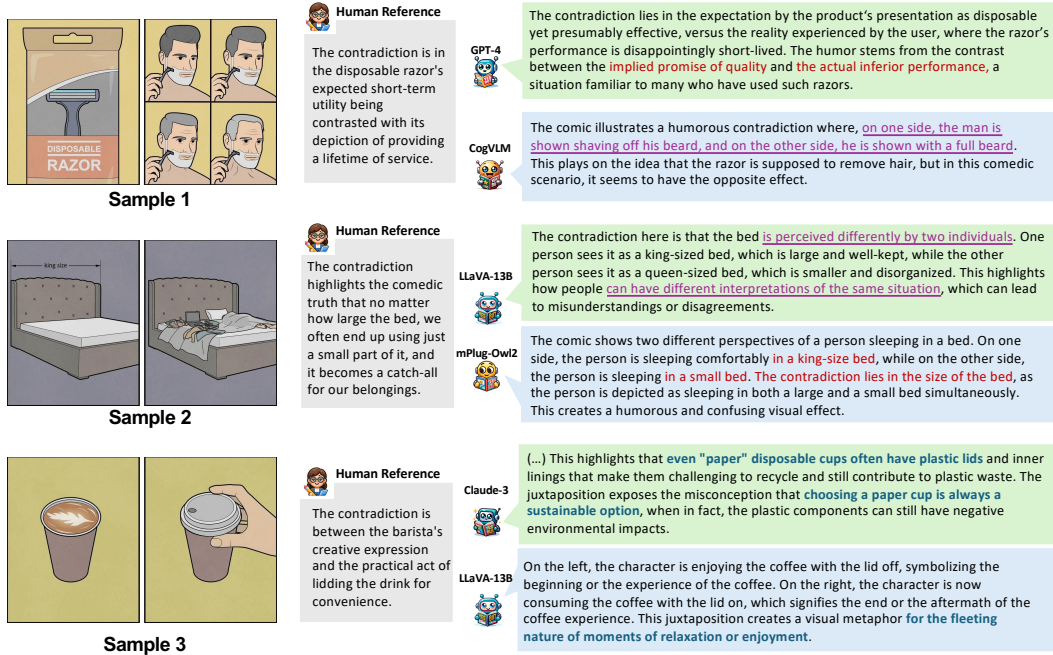 DISPOSABLE
RAZOR
Sample 1
Human Reference
The contradiction is in
the disposable razor's
expected short-term
utility being
contrasted with its
depiction of providing
a lifetime of service.
GPT-4
The contradiction lies in the expectation by the product‘s presentation as disposable
yet presumably effective, versus the reality experienced by the user, where the razor’s
performance is disappointingly short-lived. The humor stems from the contrast
between the implied promise of quality and the actual inferior performance, a
situation familiar to many who have used such razors.
CogVLM
The comic illustrates a humorous contradiction where, on one side, the man is
shown shaving off his beard, and on the other side, he is shown with a full beard.
This plays on the idea that the razor is supposed to remove hair, but in this comedic
scenario, it seems to have the opposite effect.
king size
Sample 2
Human Reference
The contradiction
highlights the comedic
truth that no matter
how large the bed, we
often end up using just
a small part of it, and
it becomes a catch-all
for our belongings.
LLaVA-13B
The contradiction here is that the bed is perceived differently by two individuals. One
person sees it as a king-sized bed, which is large and well-kept, while the other
person sees it as a queen-sized bed, which is smaller and disorganized. This highlights
how people can have different interpretations of the same situation, which can lead
to misunderstandings or disagreements.
mPlug-Owl2
The comic shows two different perspectives of a person sleeping in a bed. On one
side, the person is sleeping comfortably in a king-size bed, while on the other side,
the person is sleeping in a small bed. The contradiction lies in the size of the bed, as
the person is depicted as sleeping in both a large and a small bed simultaneously.
This creates a humorous and confusing visual effect.
Sample 3
Human Reference
The contradiction is
between the barista's
creative expression
and the practical act of
lidding the drink for
convenience.
Claude-3
(...) This highlights that even "paper" disposable cups often have plastic lids and inner
linings that make them challenging to recycle and still contribute to plastic waste. The
juxtaposition exposes the misconception that choosing a paper cup is always a
sustainable option, when in fact, the plastic components can still have negative
environmental impacts.
LLaVA-13B
On the left, the character is enjoying the coffee with the lid off, symbolizing the
beginning or the experience of the coffee. On the right, the character is now
consuming the coffee with the lid on, which signifies the end or the aftermath of the
coffee experience. This juxtaposition creates a visual metaphor for the fleeting
nature of moments of relaxation or enjoyment.